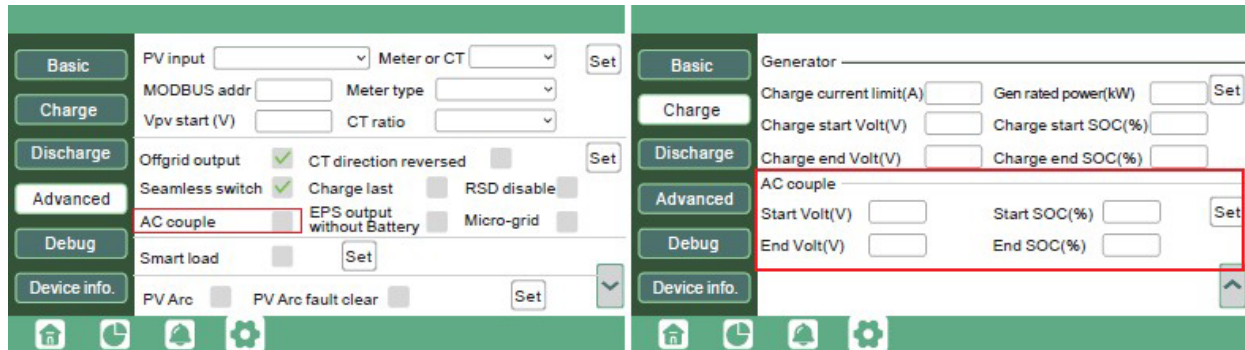 Basic
Charge
Discharge
Advanced
Debug
Device info.
PV input Meter or CT Set
MODBUS addr Meter type
Vpv start (V) CT ratio
Offgrid output CT direction reversed Set
Seamless switch Charge last RSD disable
AC couple EPS output without Battery Micro-grid
Smart load Set
PV Arc PV Arc fault clear Set
Basic
Charge
Discharge
Advanced
Debug
Device info.
Generator
Charge current limit(A) Gen rated power(kW) Set
Charge start Volt(V) Charge start SOC(%)
Charge end Volt(V) Charge end SOC(%)
AC couple
Start Volt(V) Start SOC(%) Set
End Volt(V) End SOC(%)